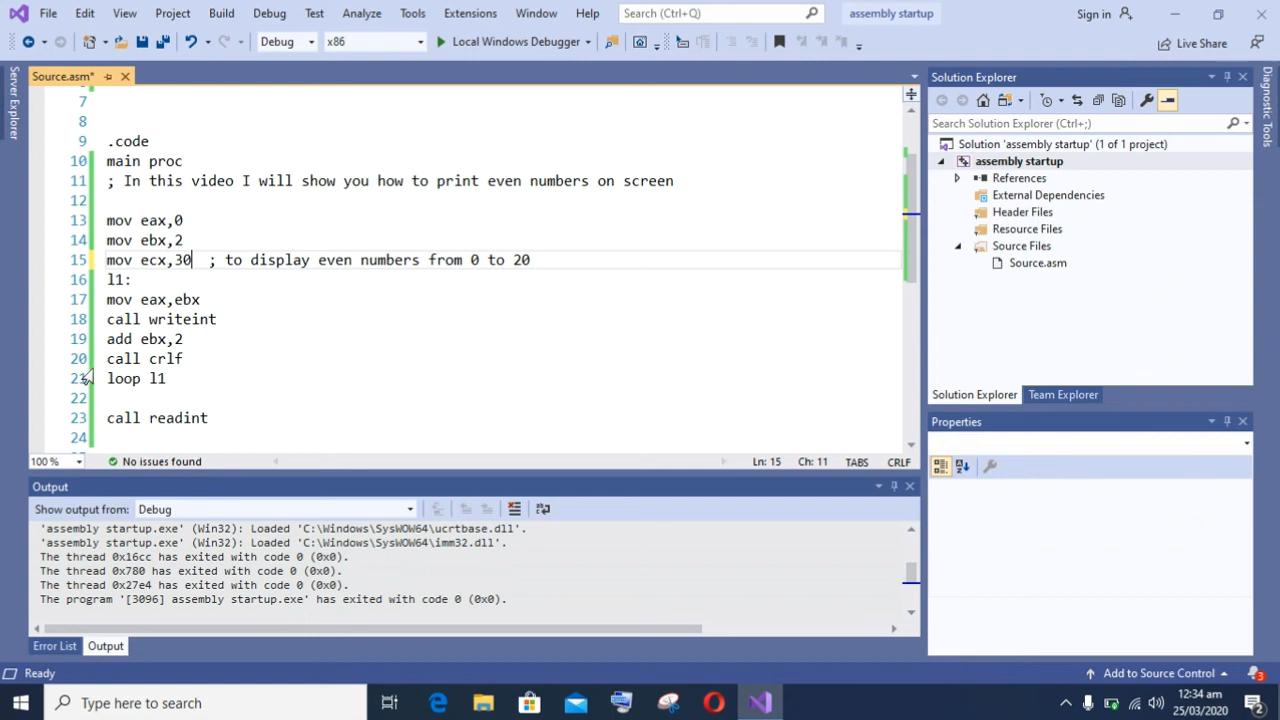 File Edit View Project Build Debug Test Analyze Tools Extensions Window Help Search (Ctrl+Q) assembly startup Sign in
Debug x86 Local Windows Debugger Live Share
Server Explorer
Source.asm*
7
8
9 .code
10 main proc
11 ; In this video I will show you how to print even numbers on screen
12
13 mov eax,0
14 mov ebx,2
15 mov ecx,30 ; to display even numbers from 0 to 20
16 l1:
17 mov eax,ebx
18 call writeint
19 add ebx,2
20 call crlf
21 loop l1
22
23 call readint
24
100 % No issues found Ln: 15 Ch: 11 TABS CRLF
Output
Show output from: Debug
'assembly startup.exe' (Win32): Loaded 'C:\Windows\SysWOW64\ucrtbase.dll'.
'assembly startup.exe' (Win32): Loaded 'C:\Windows\SysWOW64\imm32.dll'.
The thread 0x16cc has exited with code 0 (0x0).
The thread 0x780 has exited with code 0 (0x0).
The thread 0x27e4 has exited with code 0 (0x0).
The program '[3096] assembly startup.exe' has exited with code 0 (0x0).
Error List Output
Solution Explorer
Search Solution Explorer (Ctrl+;)
Solution 'assembly startup' (1 of 1 project)
assembly startup
References
External Dependencies
Header Files
Resource Files
Source Files
Source.asm
Solution Explorer Team Explorer
Properties
Diagnostic Tools
Ready Add to Source Control 3
Type here to search
12:34 am
25/03/2020
2